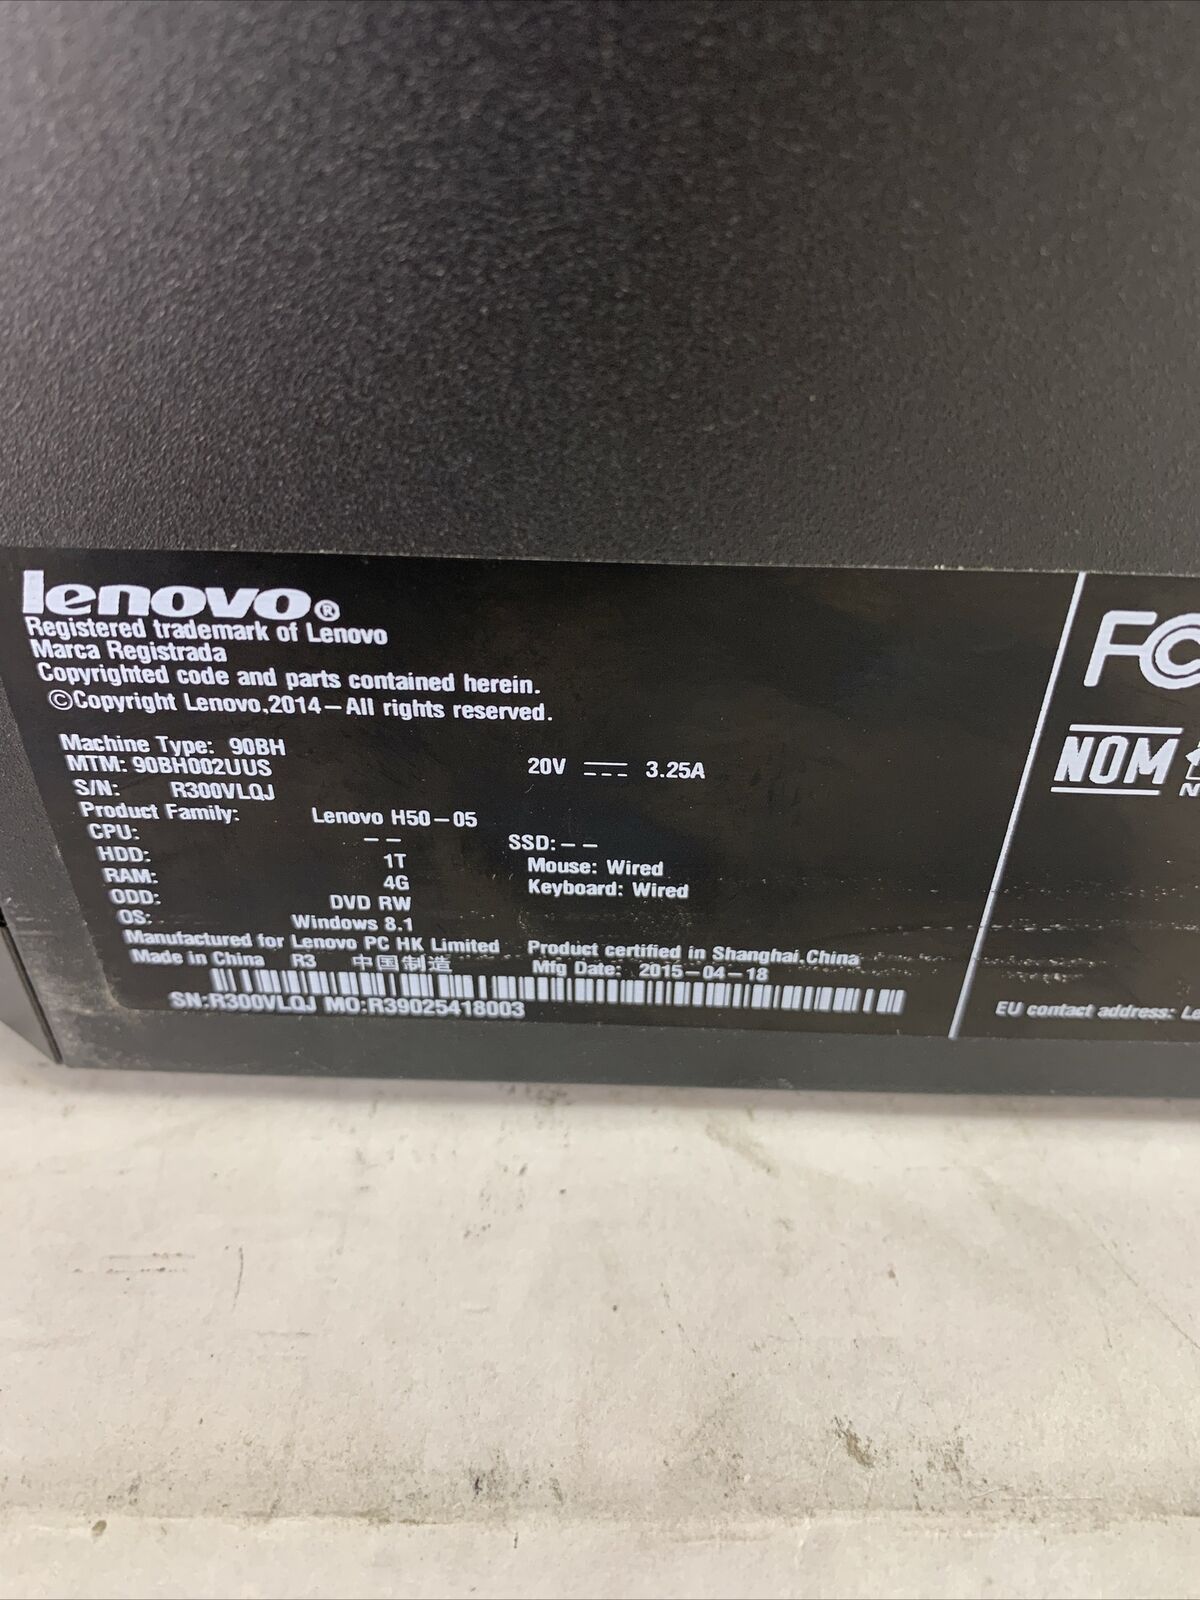 lenovo®
Registered trademark of Lenovo
Marca Registrada
Copyrighted code and parts contained herein.
©Copyright Lenovo,2014-All rights reserved.
Machine Type: 90BH
MTM: 90BH002UUS
20V 3.25A
S/N: R300VLQJ
Product Family: Lenovo H50-05
CPU: -- SSD:--
HDD: 1T Mouse: Wired
RAM: 4G Keyboard: Wired
ODD: DVD RW
OS: Windows 8.1
Manufactured for Lenovo PC HK Limited Product certified in Shanghai,China
Made in China R3 中国制造 Mfg Date: 2015-04-18
SN:R300VLQJ MO:R39025418003
FC
NOM
EU contact address: